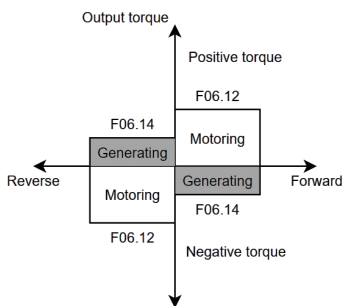 Output torque
Positive torque
F06.12
F06.14
Motoring
Generating
Reverse
Generating
Forward
Motoring
F06.14
F06.12
Negative torque